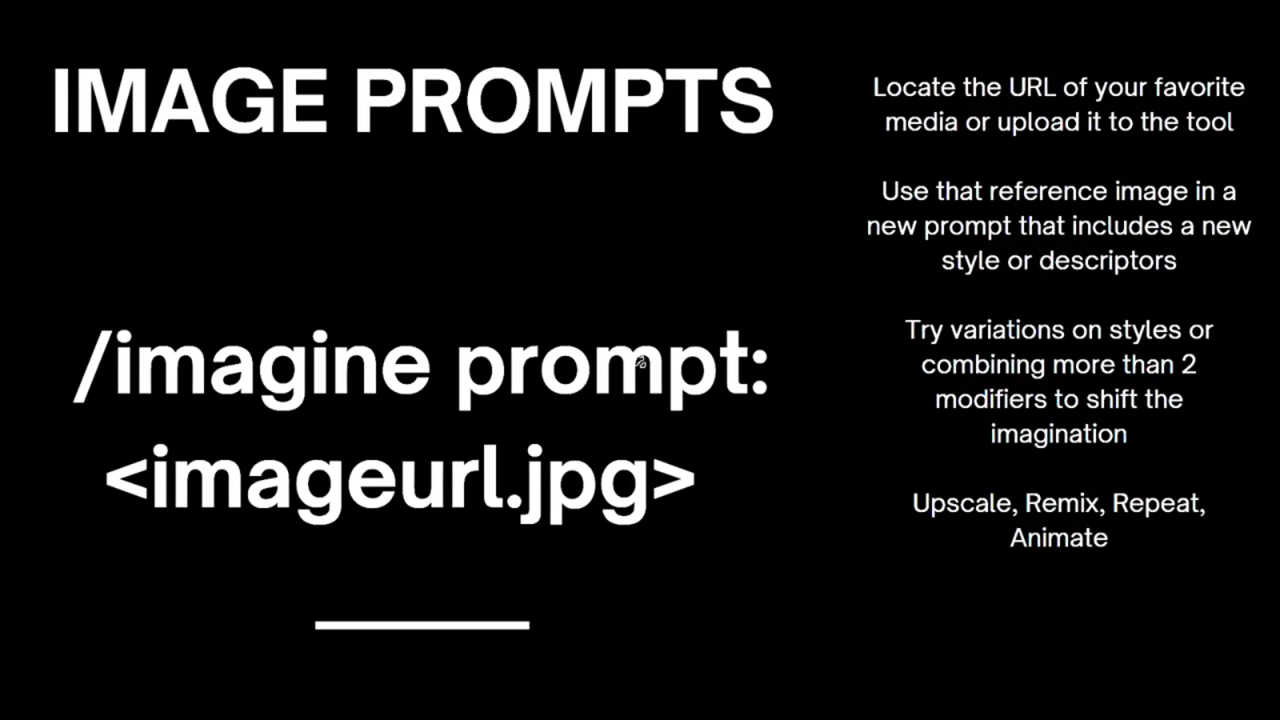 IMAGE PROMPTS
/imagine prompt:
<imageurl.jpg>
Locate the URL of your favorite
media or upload it to the tool
Use that reference image in a
new prompt that includes a new
style or descriptors
Try variations on styles or
combining more than 2
modifiers to shift the
imagination
Upscale, Remix, Repeat,
Animate